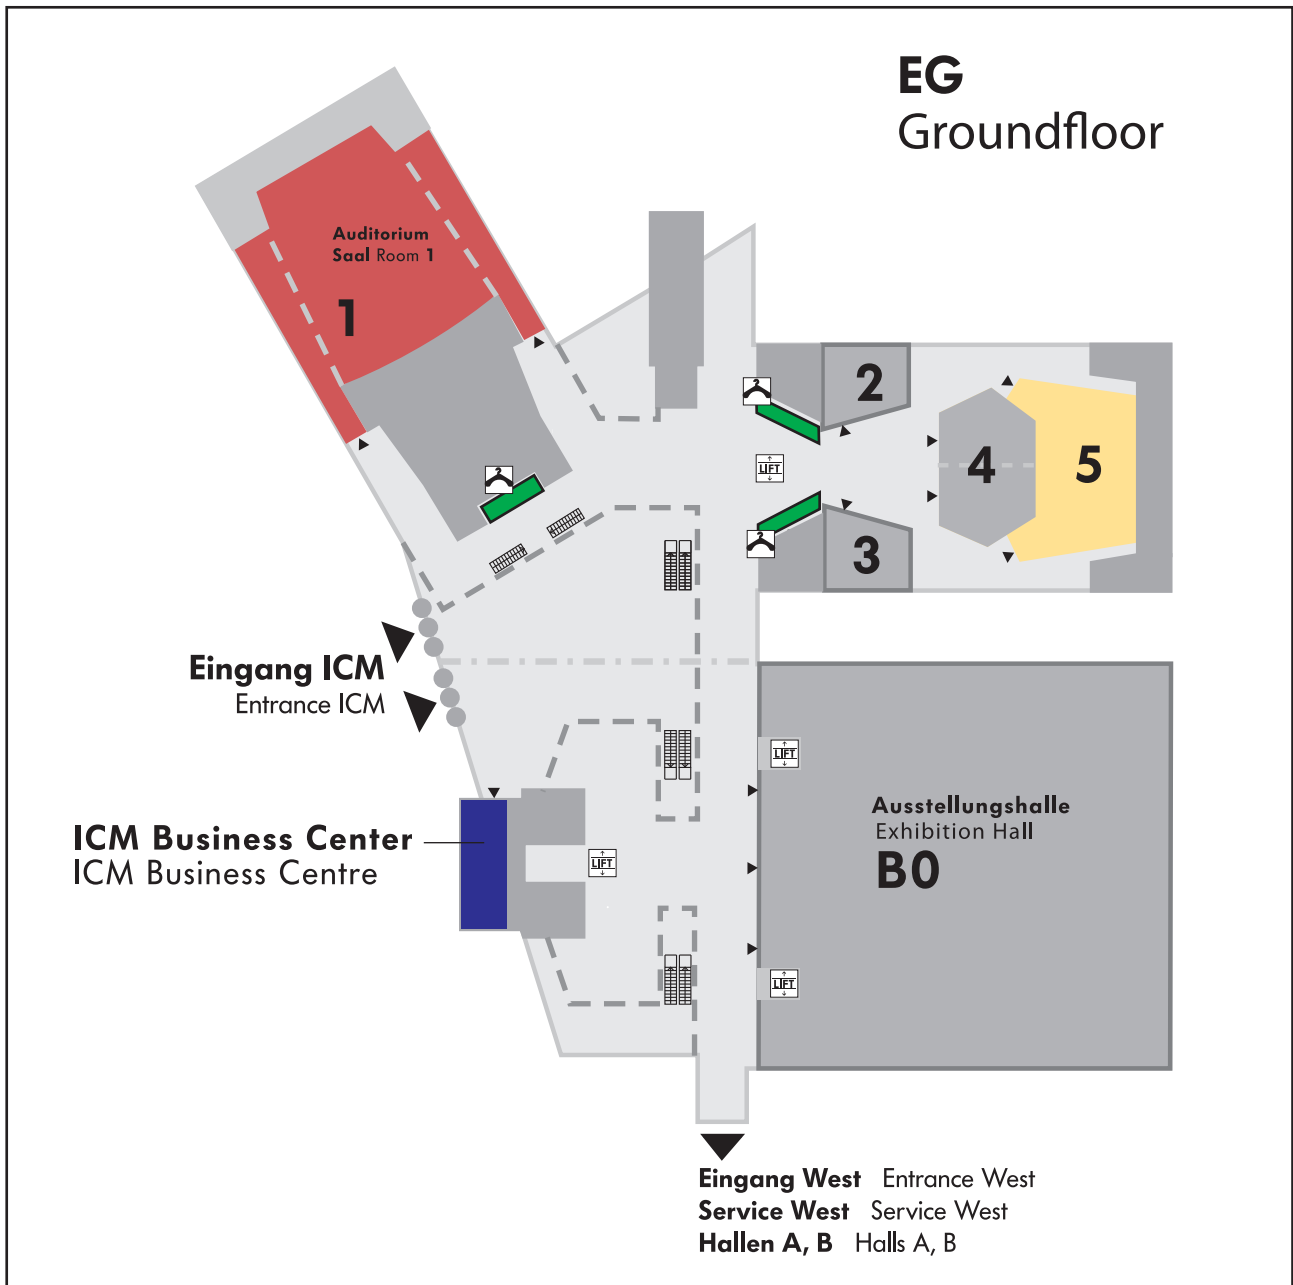 EG
Groundfloor
Auditorium
Saal Room 1
1
2
LIFT
4
5
3
Eingang ICM
Entrance ICM
LIFT
Ausstellungshalle
Exhibition Hall
B0
ICM Business Center
ICM Business Centre
LIFT
LIFT
Eingang West Entrance West
Service West Service West
Hallen A, B Halls A, B